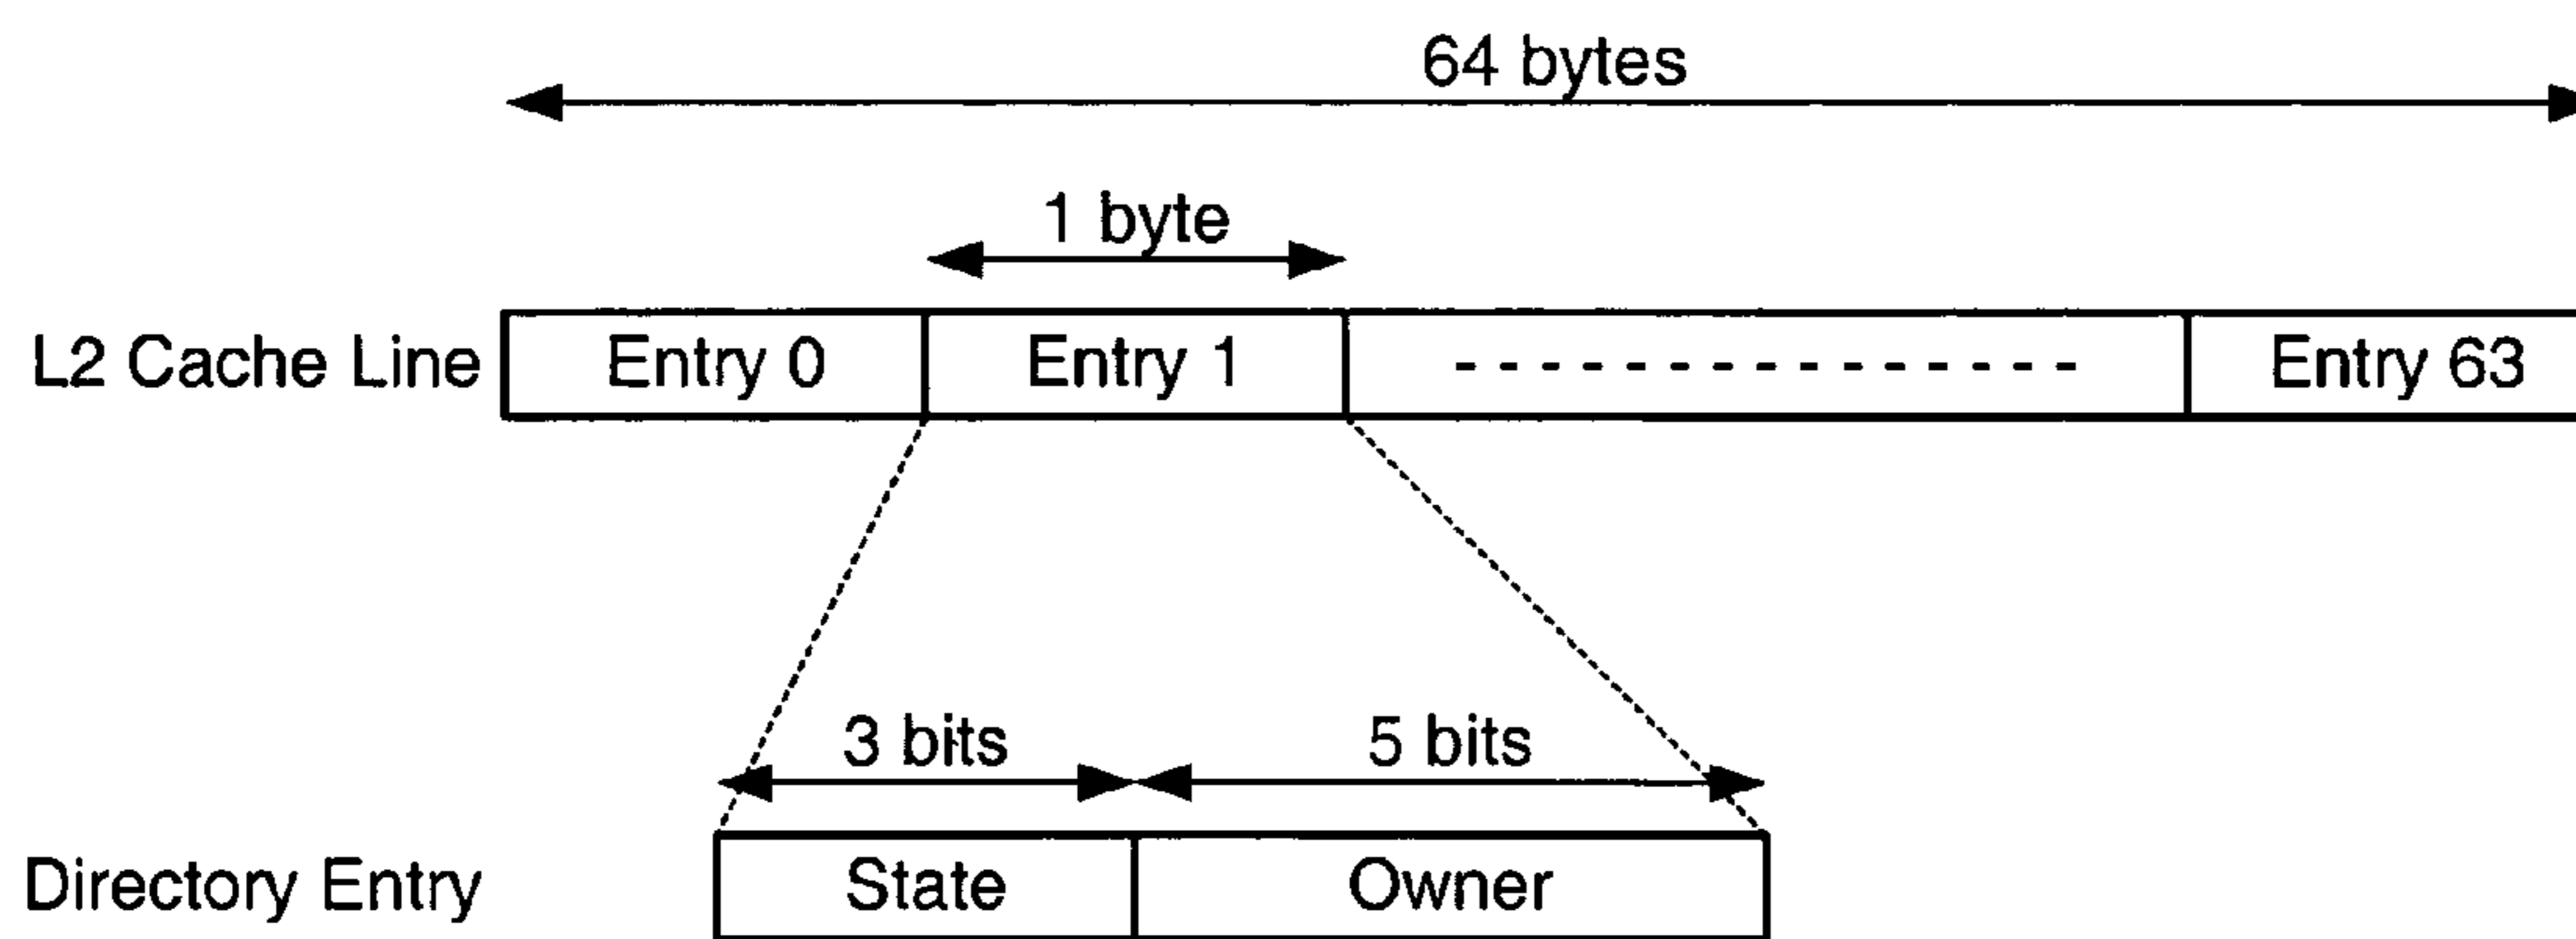 64 bytes
1 byte
L2 Cache Line Entry 0 Entry 1 Entry 63
3 bits 5 bits
Directory Entry State Owner